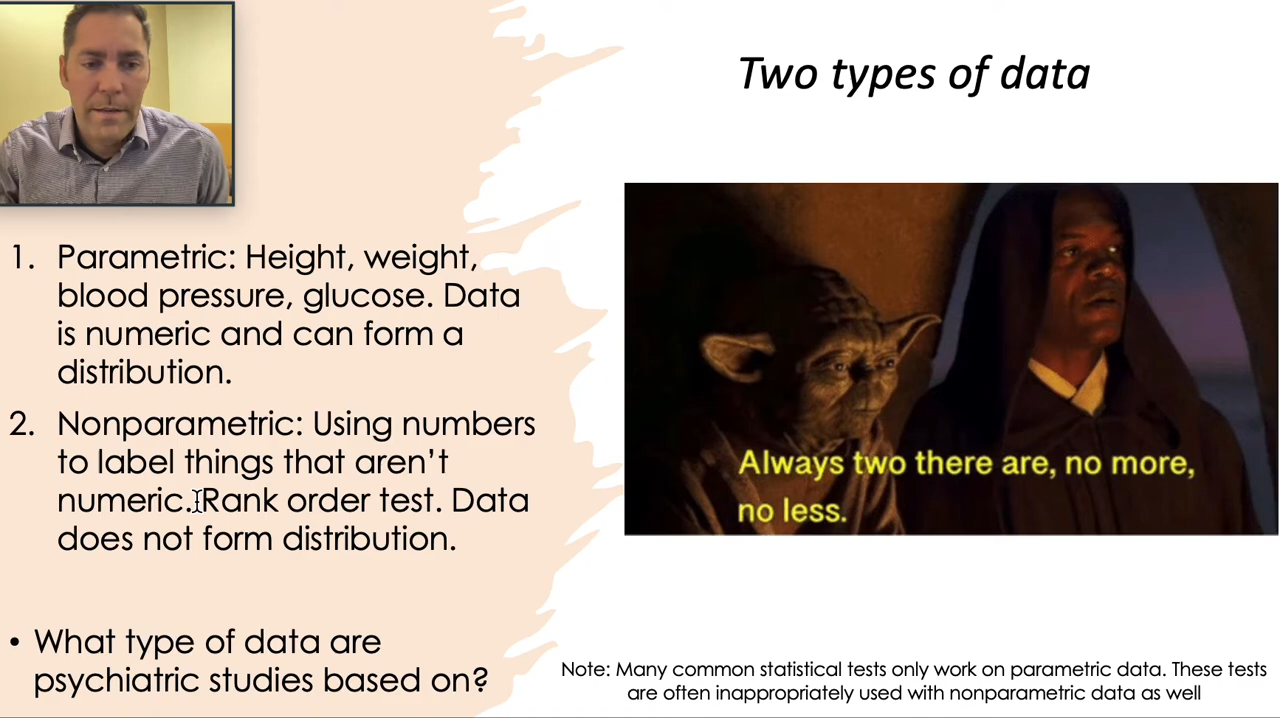 Two types of data
1. Parametric: Height, weight,
blood pressure, glucose. Data
is numeric and can form a
distribution.
2. Nonparametric: Using numbers
to label things that aren’t
numeric. Rank order test. Data
does not form distribution.
• What type of data are
psychiatric studies based on?
Always two there are, no more,
no less.
Note: Many common statistical tests only work on parametric data. These tests
are often inappropriately used with nonparametric data as well